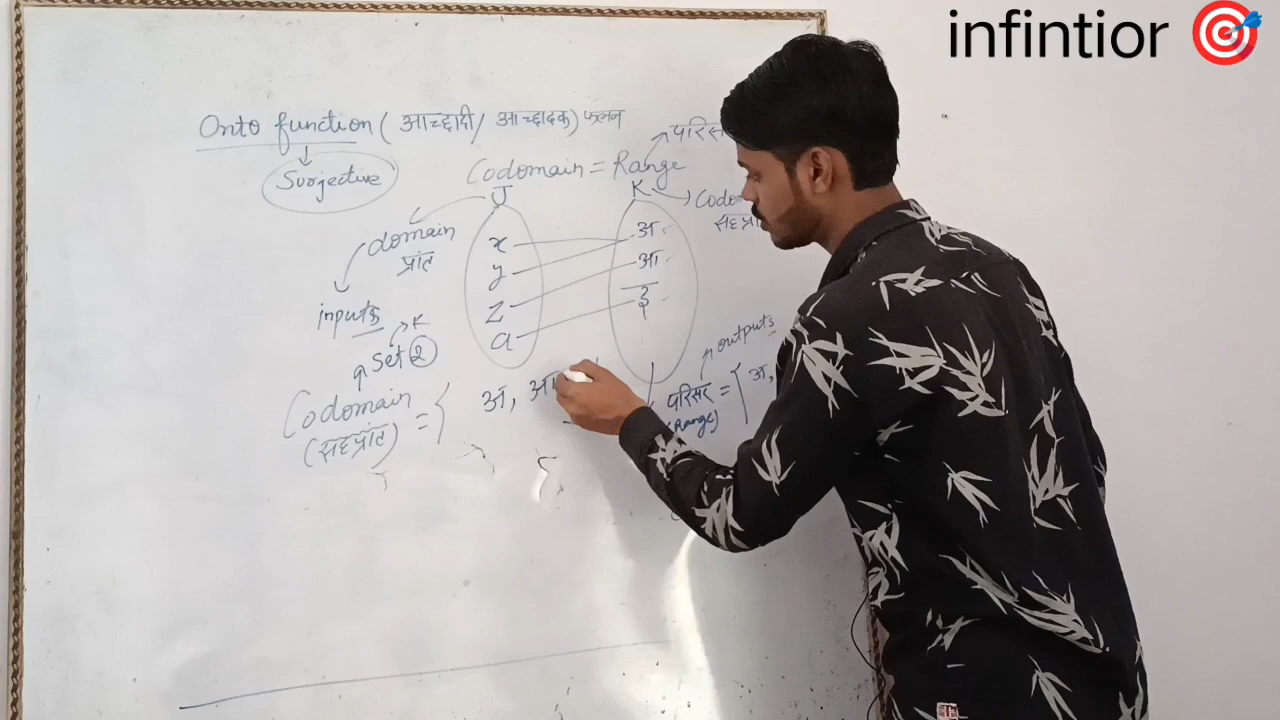 infintior
Onto function ( आच्छादी / आच्छादक) फलन
Surjective
Codomain = Range
J
K
domain
प्रांत
inputs
x
y
z
a
अ
आ
इ
K
Set 2
Codomain
(सहप्रांत)
= { अ, आ
outputs
परिसर = { अ,
(Range)